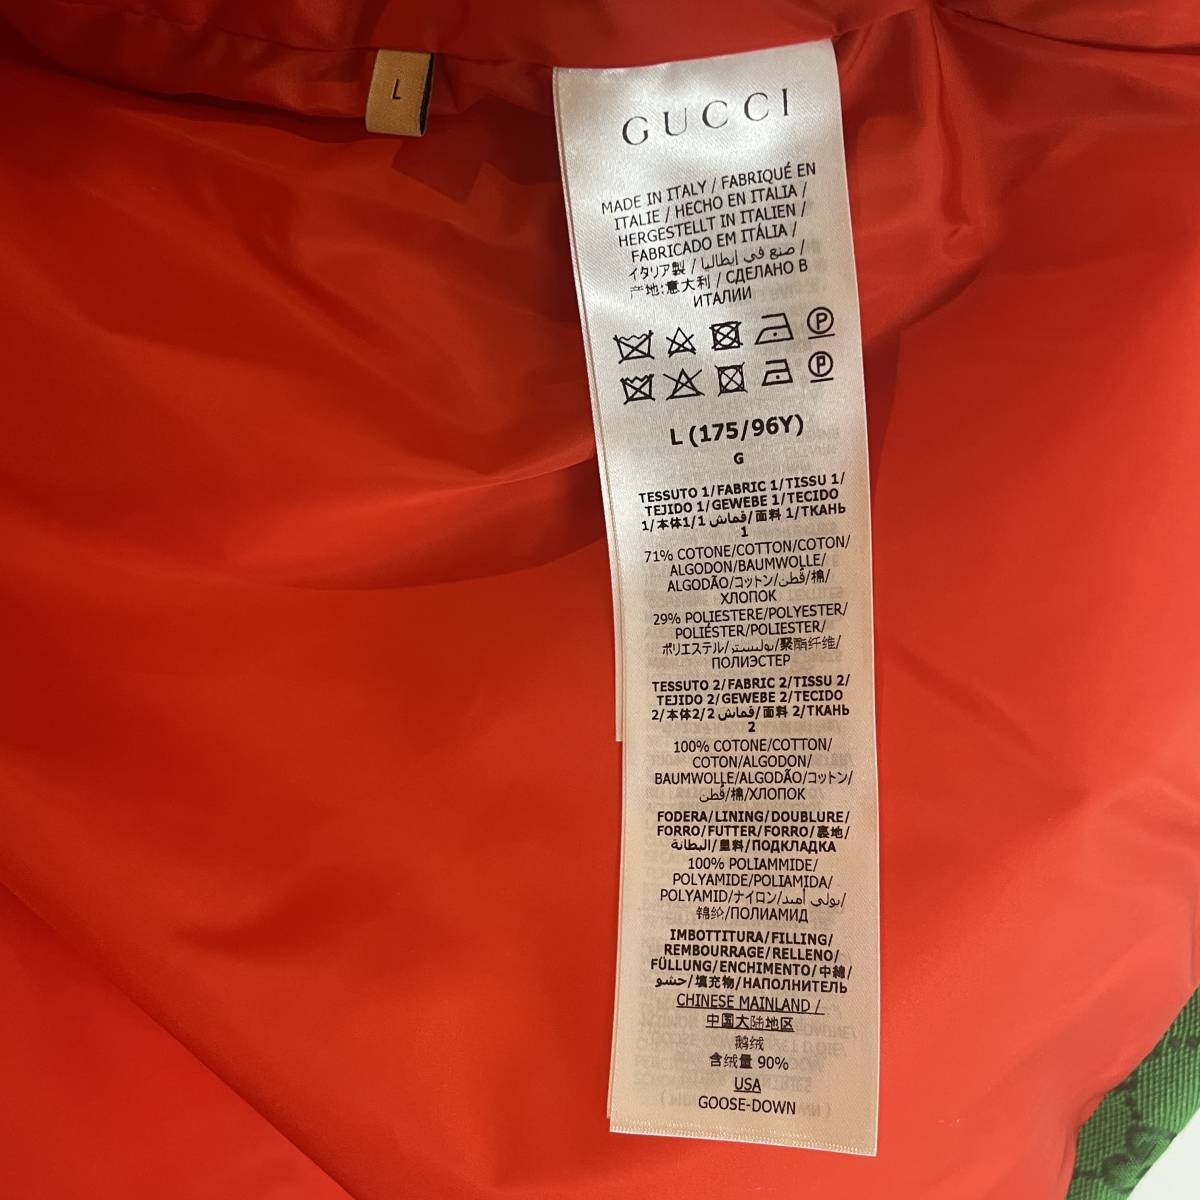 L
GUCCI
MADE IN ITALY / FABRIQUÉ EN
ITALIE / HECHO EN ITALIA /
HERGESTELLT IN ITALIEN /
FABRICADO EM ITÁLIA /
イタリア製 / صنع في إيطاليا /
产地:意大利 / СДЕЛАНО В
ИТАЛИИ
P
P
L (175/96Y)
G
TESSUTO 1/FABRIC 1/TISSU 1/
TEJIDO 1/GEWEBE 1/TECIDO
1/本体1/قماش 1/面料 1/ТКАНЬ
1
71% COTONE/COTTON/COTON/
ALGODON/BAUMWOLLE/
ALGODÃO/コットン/قطن/棉/
ХЛОПОК
29% POLIESTERE/POLYESTER/
POLIÉSTER/POLIESTER/
ポリエステル/بوليستر/聚酯纤维/
ПОЛИЭСТЕР
TESSUTO 2/FABRIC 2/TISSU 2/
TEJIDO 2/GEWEBE 2/TECIDO
2/本体2/قماش 2/面料 2/ТКАНЬ
2
100% COTONE/COTTON/
COTON/ALGODON/
BAUMWOLLE/ALGODÃO/コットン/
قطن/棉/ХЛОПОК
FODERA/LINING/DOUBLURE/
FORRO/FUTTER/FORRO/裏地/
البطانة/里料/ПОДКЛАДКА
100% POLIAMMIDE/
POLYAMIDE/POLIAMIDA/
POLYAMID/ナイロン/بولي أميد/
锦纶/ПОЛИАМИД
IMBOTTITURA/FILLING/
REMBOURRAGE/RELLENO/
FÜLLUNG/ENCHIMENTO/中綿/
حشو/填充物/НАПОЛНИТЕЛЬ
CHINESE MAINLAND /
中国大陆地区
鹅绒
含绒量 90%
USA
GOOSE-DOWN